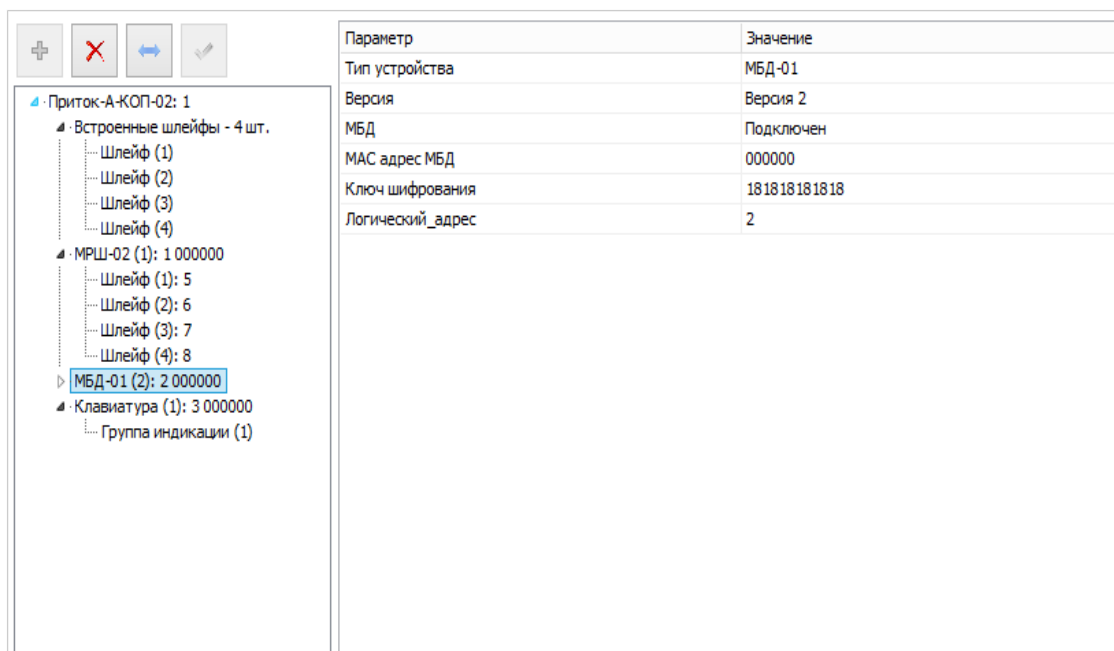 Приток-А-КОП-02: 1
Встроенные шлейфы - 4 шт.
Шлейф (1)
Шлейф (2)
Шлейф (3)
Шлейф (4)
МРШ-02 (1): 1 000000
Шлейф (1): 5
Шлейф (2): 6
Шлейф (3): 7
Шлейф (4): 8
МБД-01 (2): 2 000000
Клавиатура (1): 3 000000
Группа индикации (1)
Параметр Значение
Тип устройства МБД-01
Версия Версия 2
МБД Подключен
МАС адрес МБД 000000
Ключ шифрования 181818181818
Логический_адрес 2